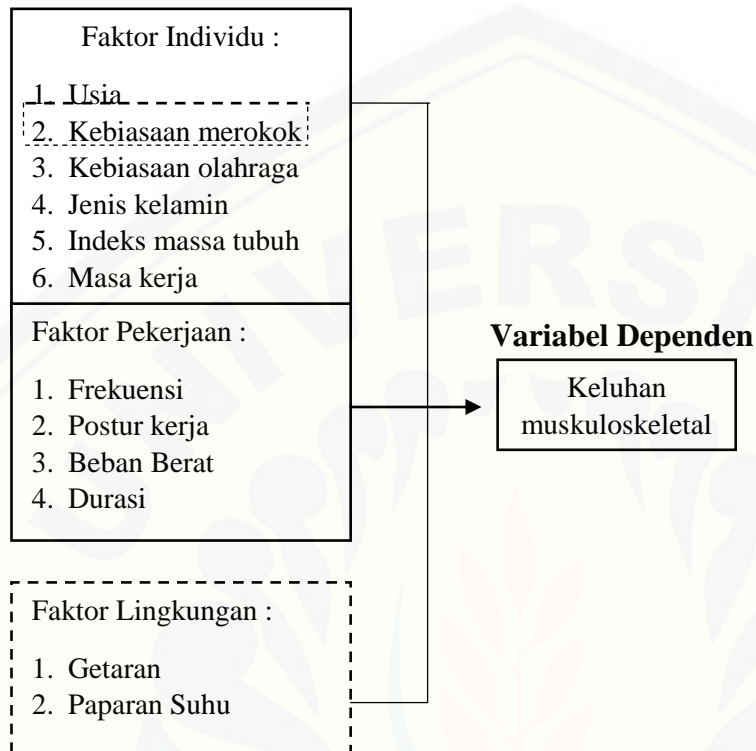 Faktor Individu :
1. Usia
2. Kebiasaan merokok
3. Kebiasaan olahraga
4. Jenis kelamin
5. Indeks massa tubuh
6. Masa kerja
Faktor Pekerjaan :
1. Frekuensi
2. Postur kerja
3. Beban Berat
4. Durasi
Variabel Dependen
Keluhan
muskuloskeletal
Faktor Lingkungan :
1. Getaran
2. Paparan Suhu